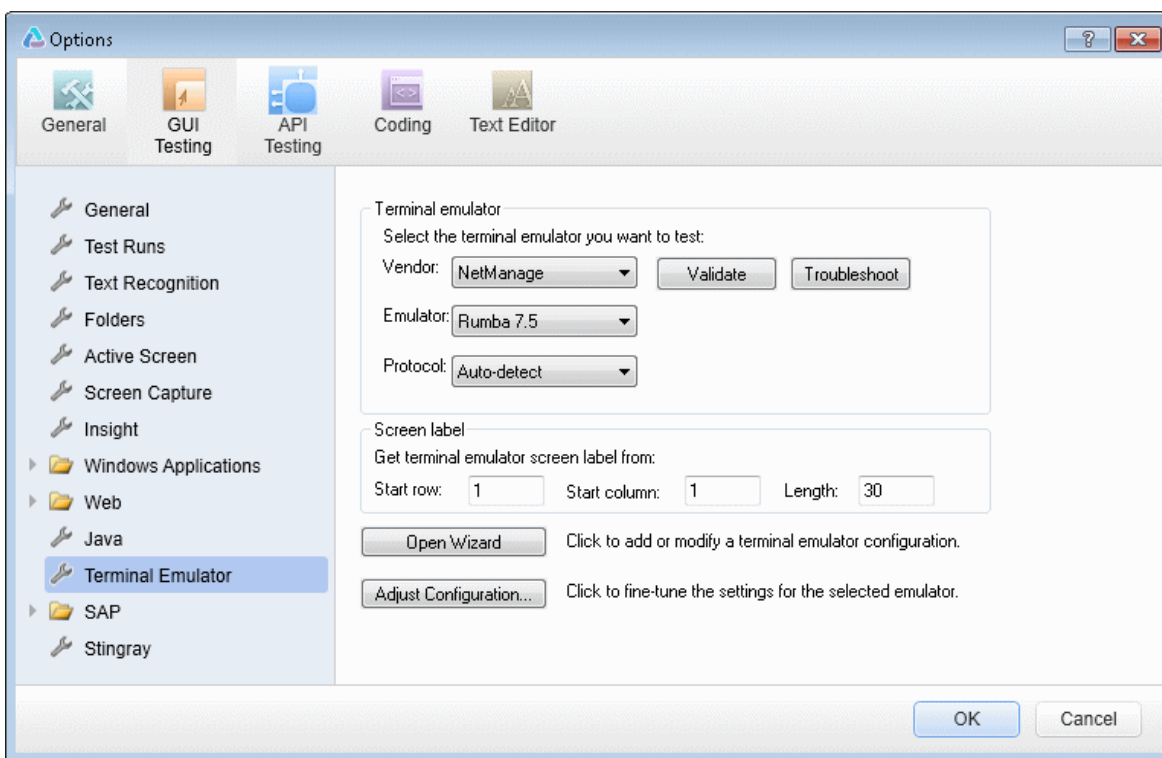 Options
General
GUI
Testing
API
Testing
Coding
Text Editor
General
Test Runs
Text Recognition
Folders
Active Screen
Screen Capture
Insight
Windows Applications
Web
Java
Terminal Emulator
SAP
Stingray
Terminal emulator
Select the terminal emulator you want to test:
Vendor: NetManage Validate Troubleshoot
Emulator: Rumba 7.5
Protocol: Auto-detect
Screen label
Get terminal emulator screen label from:
Start row: 1 Start column: 1 Length: 30
Open Wizard Click to add or modify a terminal emulator configuration.
Adjust Configuration... Click to fine-tune the settings for the selected emulator.
OK Cancel